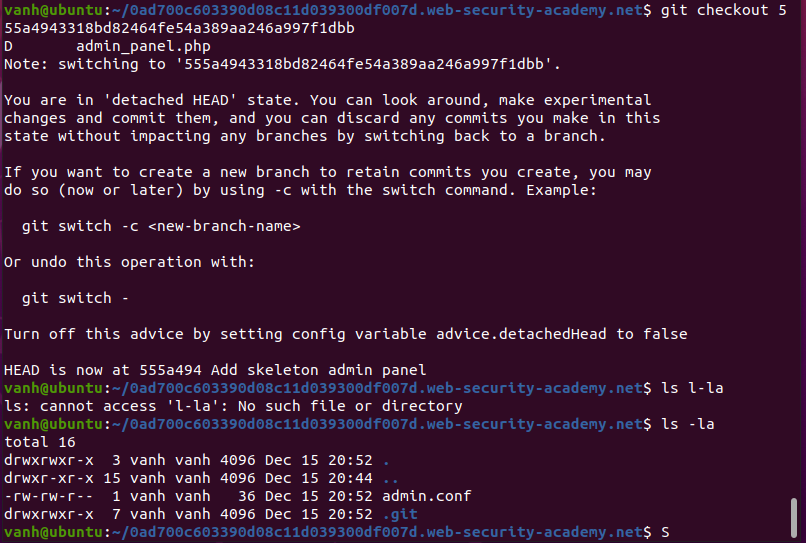 vanh@ubuntu:~/0ad700c603390d08c11d039300df007d.web-security-academy.net$ git checkout 5
55a4943318bd82464fe54a389aa246a997f1dbb
D       admin_panel.php
Note: switching to '555a4943318bd82464fe54a389aa246a997f1dbb'.

You are in 'detached HEAD' state. You can look around, make experimental
changes and commit them, and you can discard any commits you make in this
state without impacting any branches by switching back to a branch.

If you want to create a new branch to retain commits you create, you may
do so (now or later) by using -c with the switch command. Example:

  git switch -c <new-branch-name>

Or undo this operation with:

  git switch -

Turn off this advice by setting config variable advice.detachedHead to false

HEAD is now at 555a494 Add skeleton admin panel
vanh@ubuntu:~/0ad700c603390d08c11d039300df007d.web-security-academy.net$ ls l-la
ls: cannot access 'l-la': No such file or directory
vanh@ubuntu:~/0ad700c603390d08c11d039300df007d.web-security-academy.net$ ls -la
total 16
drwxrwxr-x  3 vanh vanh 4096 Dec 15 20:52 .
drwxr-xr-x 15 vanh vanh 4096 Dec 15 20:44 ..
-rw-rw-r--  1 vanh vanh   36 Dec 15 20:52 admin.conf
drwxrwxr-x  7 vanh vanh 4096 Dec 15 20:52 .git
vanh@ubuntu:~/0ad700c603390d08c11d039300df007d.web-security-academy.net$ S